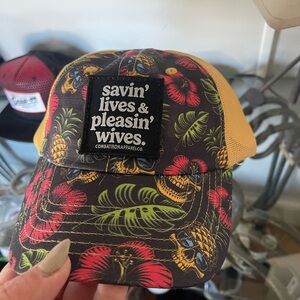 savin'
lives &
pleasin'
wives.
COMBATIRONAPPAREL.CO